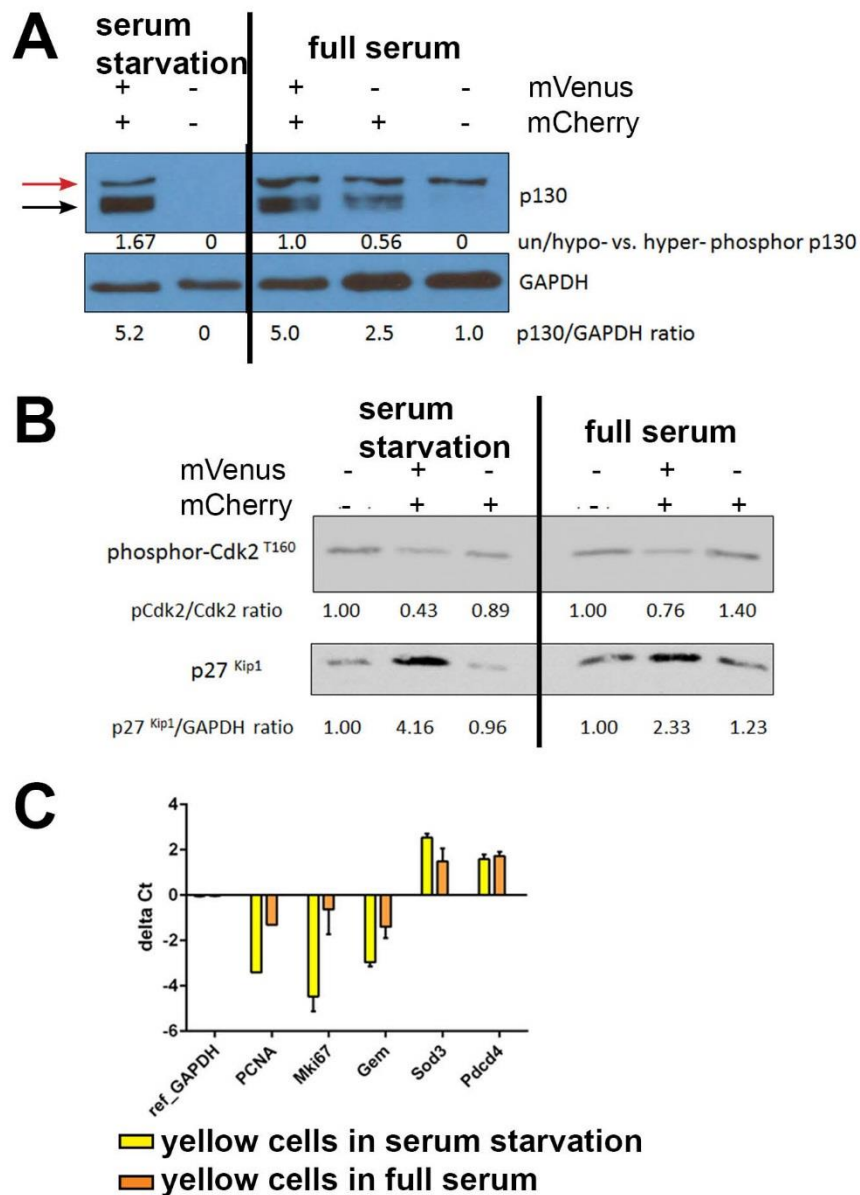 A
serum starvation
full serum
+ - + - - mVenus
+ - + + - mCherry
p130
1.67 0 1.0 0.56 0 un/hypo- vs. hyper- phosphor p130
GAPDH
5.2 0 5.0 2.5 1.0 p130/GAPDH ratio
B
serum starvation
full serum
mVenus - + - - + -
mCherry - + + - + +
phosphor-Cdk2 T160
pCdk2/Cdk2 ratio 1.00 0.43 0.89 1.00 0.76 1.40
p27 Kip1
p27 Kip1/GAPDH ratio 1.00 4.16 0.96 1.00 2.33 1.23
C
delta Ct
4
2
0
-2
-4
-6
ref_GAPDH PCNA Mki67 Gem Sod3 Pdcd4
yellow cells in serum starvation
yellow cells in full serum